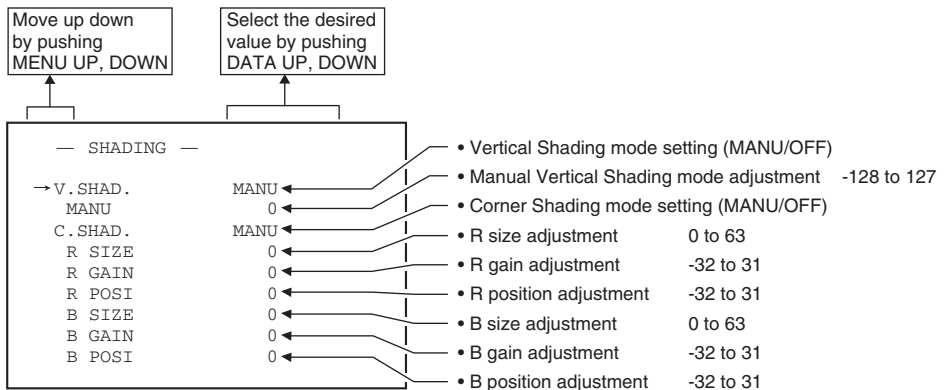 Move up down
by pushing
MENU UP, DOWN
Select the desired
value by pushing
DATA UP, DOWN
— SHADING —
→V.SHAD. MANU
MANU 0
C.SHAD. MANU
R SIZE 0
R GAIN 0
R POSI 0
B SIZE 0
B GAIN 0
B POSI 0
• Vertical Shading mode setting (MANU/OFF)
• Manual Vertical Shading mode adjustment -128 to 127
• Corner Shading mode setting (MANU/OFF)
• R size adjustment 0 to 63
• R gain adjustment -32 to 31
• R position adjustment -32 to 31
• B size adjustment 0 to 63
• B gain adjustment -32 to 31
• B position adjustment -32 to 31